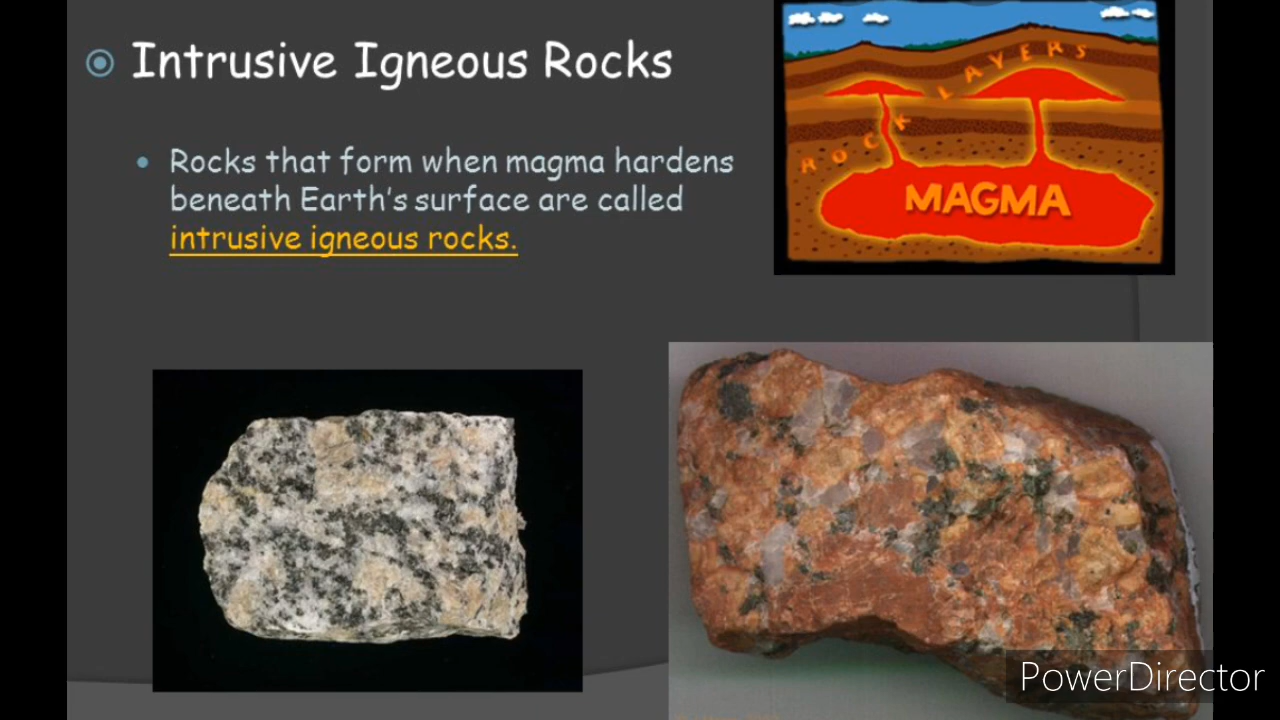 Intrusive Igneous Rocks
Rocks that form when magma hardens
beneath Earth's surface are called
intrusive igneous rocks.
ROCK LAYERS
MAGMA
PowerDirector